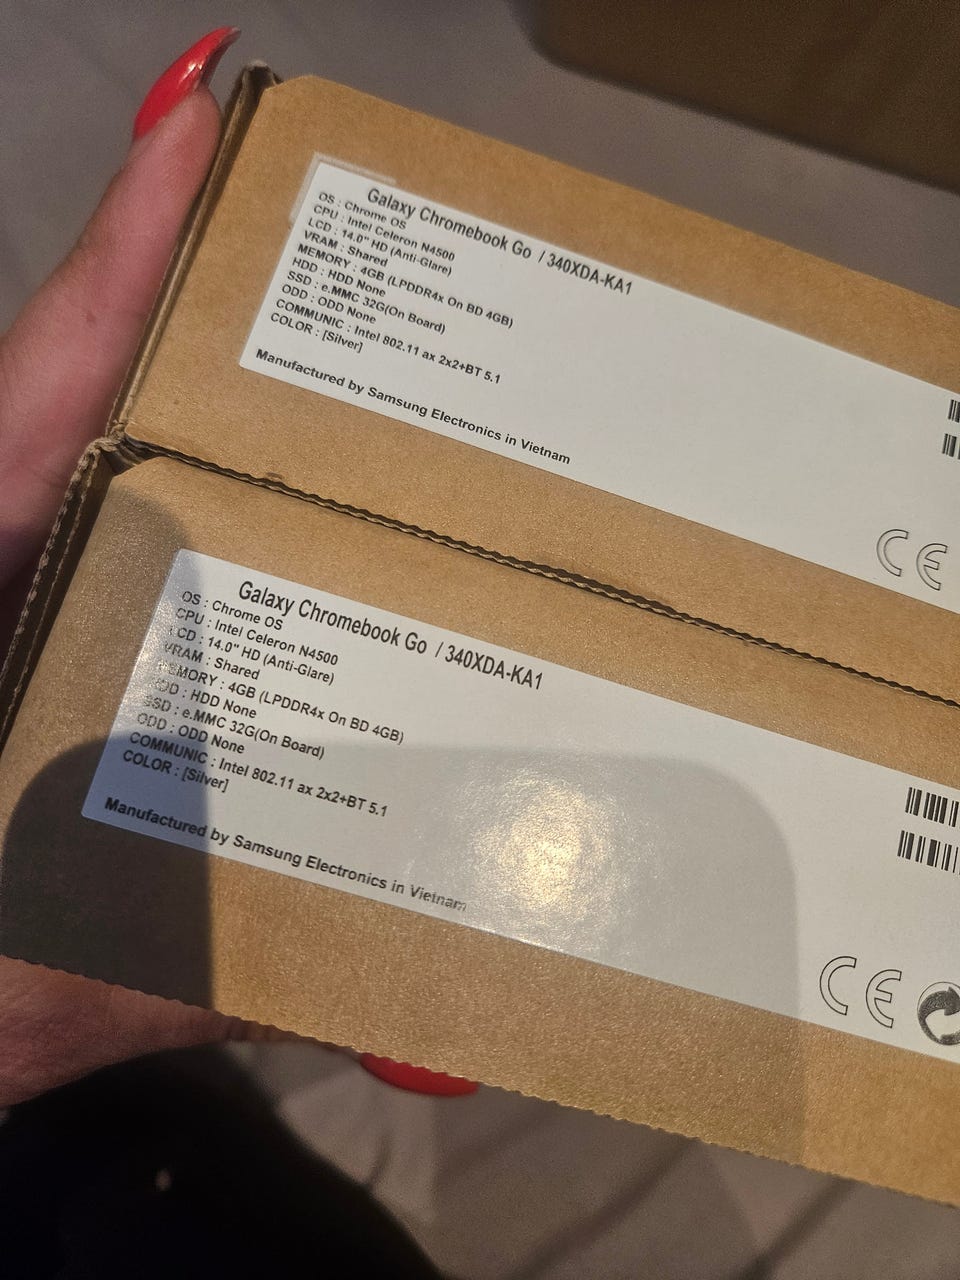 Galaxy Chromebook Go / 340XDA-KA1
OS : Chrome OS
CPU : Intel Celeron N4500
LCD : 14.0" HD (Anti-Glare)
VRAM : Shared
MEMORY : 4GB (LPDDR4x On BD 4GB)
HDD : HDD None
SSD : e.MMC 32G(On Board)
ODD : ODD None
COMMUNIC : Intel 802.11 ax 2x2+BT 5.1
COLOR : [Silver]
Manufactured by Samsung Electronics in Vietnam
CE
Galaxy Chromebook Go / 340XDA-KA1
OS : Chrome OS
CPU : Intel Celeron N4500
LCD : 14.0" HD (Anti-Glare)
VRAM : Shared
MEMORY : 4GB (LPDDR4x On BD 4GB)
HDD : HDD None
SSD : e.MMC 32G(On Board)
ODD : ODD None
COMMUNIC : Intel 802.11 ax 2x2+BT 5.1
COLOR : [Silver]
Manufactured by Samsung Electronics in Vietnam
CE